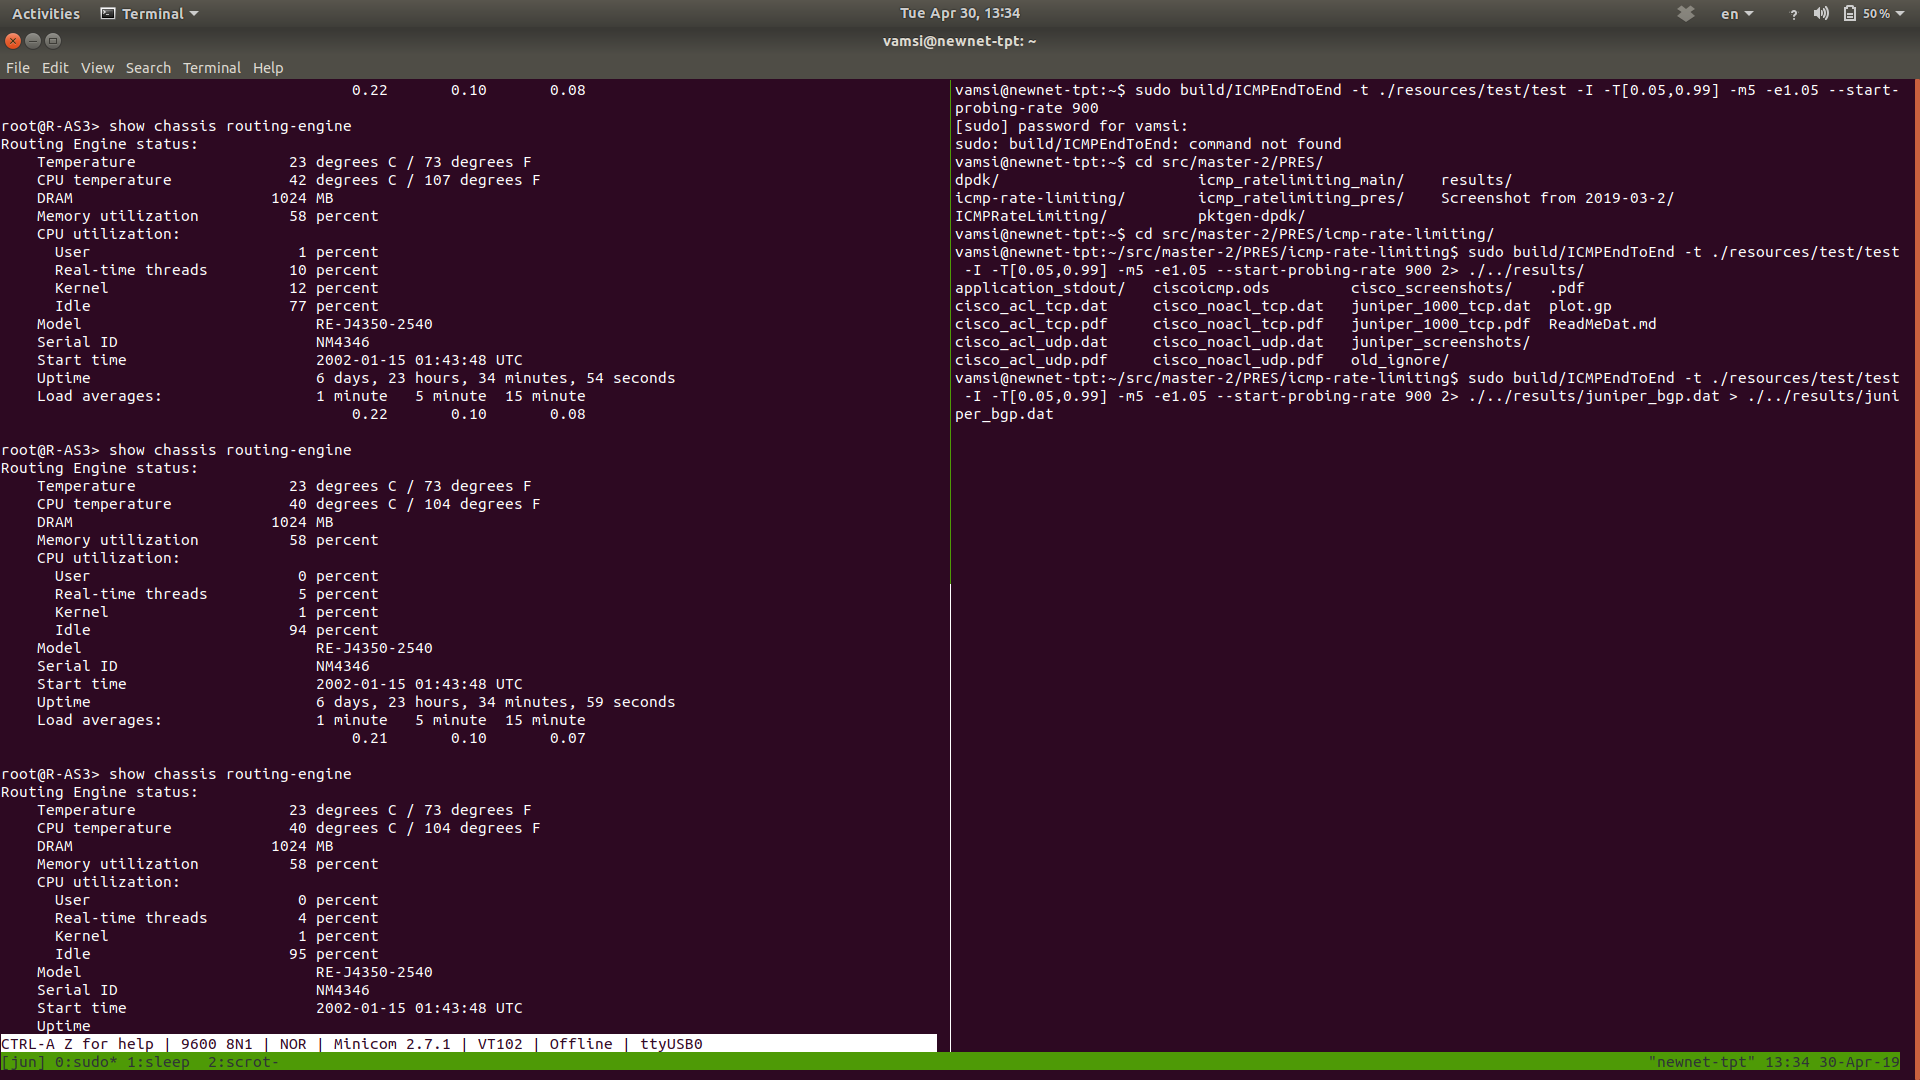 Activities Terminal Tue Apr 30, 13:34 en ? 50 %
vamsi@newnet-tpt: ~
File Edit View Search Terminal Help
0.22 0.10 0.08
root@R-AS3> show chassis routing-engine
Routing Engine status:
Temperature 23 degrees C / 73 degrees F
CPU temperature 42 degrees C / 107 degrees F
DRAM 1024 MB
Memory utilization 58 percent
CPU utilization:
User 1 percent
Real-time threads 10 percent
Kernel 12 percent
Idle 77 percent
Model RE-J4350-2540
Serial ID NM4346
Start time 2002-01-15 01:43:48 UTC
Uptime 6 days, 23 hours, 34 minutes, 54 seconds
Load averages: 1 minute 5 minute 15 minute
0.22 0.10 0.08
root@R-AS3> show chassis routing-engine
Routing Engine status:
Temperature 23 degrees C / 73 degrees F
CPU temperature 40 degrees C / 104 degrees F
DRAM 1024 MB
Memory utilization 58 percent
CPU utilization:
User 0 percent
Real-time threads 5 percent
Kernel 1 percent
Idle 94 percent
Model RE-J4350-2540
Serial ID NM4346
Start time 2002-01-15 01:43:48 UTC
Uptime 6 days, 23 hours, 34 minutes, 59 seconds
Load averages: 1 minute 5 minute 15 minute
0.21 0.10 0.07
root@R-AS3> show chassis routing-engine
Routing Engine status:
Temperature 23 degrees C / 73 degrees F
CPU temperature 40 degrees C / 104 degrees F
DRAM 1024 MB
Memory utilization 58 percent
CPU utilization:
User 0 percent
Real-time threads 4 percent
Kernel 1 percent
Idle 95 percent
Model RE-J4350-2540
Serial ID NM4346
Start time 2002-01-15 01:43:48 UTC
Uptime
CTRL-A Z for help | 9600 8N1 | NOR | Minicom 2.7.1 | VT102 | Offline | ttyUSB0
vamsi@newnet-tpt:~$ sudo build/ICMPEndToEnd -t ./resources/test/test -I -T[0.05,0.99] -m5 -e1.05 --start-
probing-rate 900
[sudo] password for vamsi:
sudo: build/ICMPEndToEnd: command not found
vamsi@newnet-tpt:~$ cd src/master-2/PRES/
dpdk/ icmp_ratelimiting_main/ results/
icmp-rate-limiting/ icmp_ratelimiting_pres/ Screenshot from 2019-03-2/
ICMPRateLimiting/ pktgen-dpdk/
vamsi@newnet-tpt:~$ cd src/master-2/PRES/icmp-rate-limiting/
vamsi@newnet-tpt:~/src/master-2/PRES/icmp-rate-limiting$ sudo build/ICMPEndToEnd -t ./resources/test/test
-I -T[0.05,0.99] -m5 -e1.05 --start-probing-rate 900 2> ./../results/
application_stdout/ ciscoicmp.ods cisco_screenshots/ .pdf
cisco_acl_tcp.dat cisco_noacl_tcp.dat juniper_1000_tcp.dat plot.gp
cisco_acl_tcp.pdf cisco_noacl_tcp.pdf juniper_1000_tcp.pdf ReadMeDat.md
cisco_acl_udp.dat cisco_noacl_udp.dat juniper_screenshots/
cisco_acl_udp.pdf cisco_noacl_udp.pdf old_ignore/
vamsi@newnet-tpt:~/src/master-2/PRES/icmp-rate-limiting$ sudo build/ICMPEndToEnd -t ./resources/test/test
-I -T[0.05,0.99] -m5 -e1.05 --start-probing-rate 900 2> ./../results/juniper_bgp.dat > ./../results/juni
per_bgp.dat
[jun] 0:sudo* 1:sleep 2:scrot- "newnet-tpt" 13:34 30-Apr-19